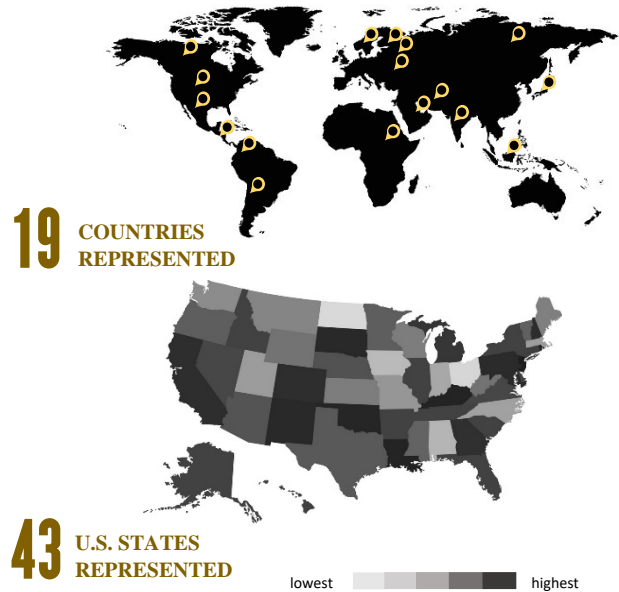 19 COUNTRIES
REPRESENTED
43 U.S. STATES
REPRESENTED
lowest highest